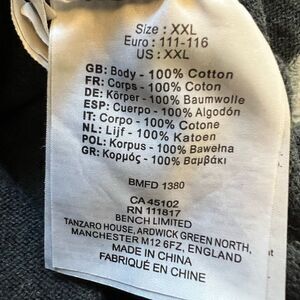 Size : XXL
Euro : 111-116
US : XXL
GB: Body - 100% Cotton
FR: Corps - 100% Coton
DE: Körper - 100% Baumwolle
ESP: Cuerpo - 100% Algodón
IT: Corpo - 100% Cotone
NL: Lijf - 100% Katoen
POL: Korpus - 100% Bawełna
GR: Κορμός - 100% Βαμβάκι
BMFD 1380
CA 45102
RN 111817
BENCH LIMITED
TANZARO HOUSE, ARDWICK GREEN NORTH,
MANCHESTER M12 6FZ, ENGLAND
MADE IN CHINA
FABRIQUÉ EN CHINE